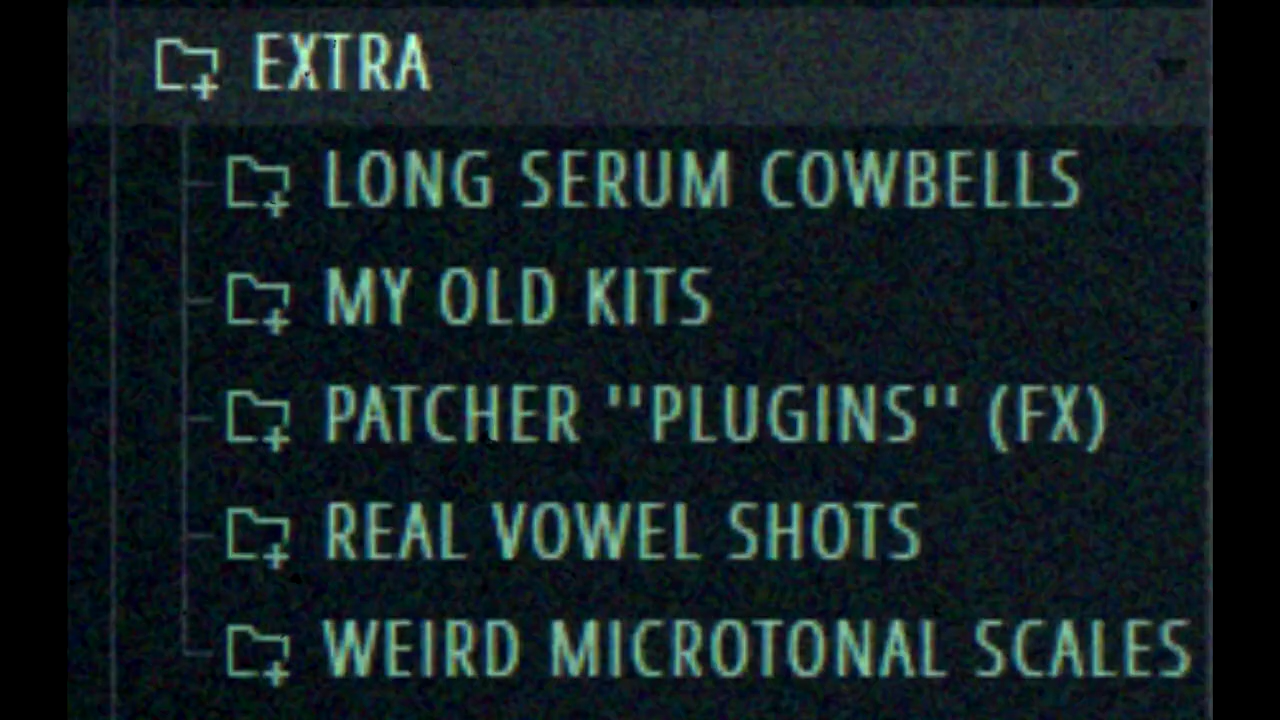 EXTRA
LONG SERUM COWBELLS
MY OLD KITS
PATCHER "PLUGINS" (FX)
REAL VOWEL SHOTS
WEIRD MICROTONAL SCALES